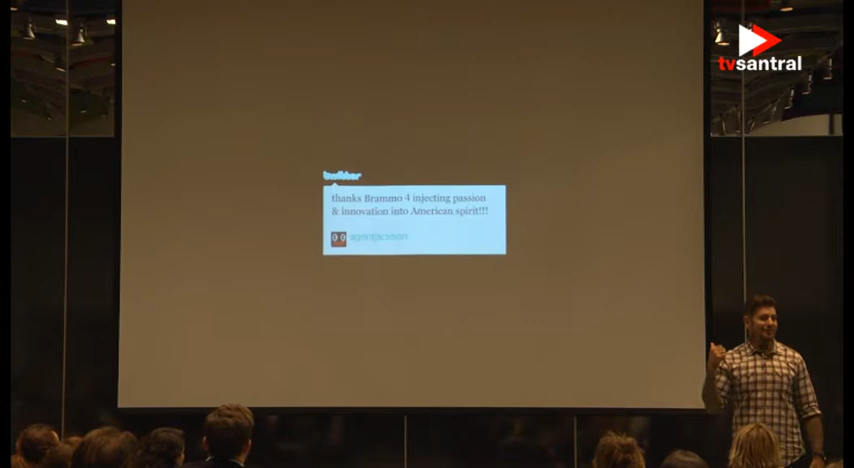 tvsantral
twitter
thanks Brammo 4 injecting passion
& innovation into American spirit!!!
agentjackson